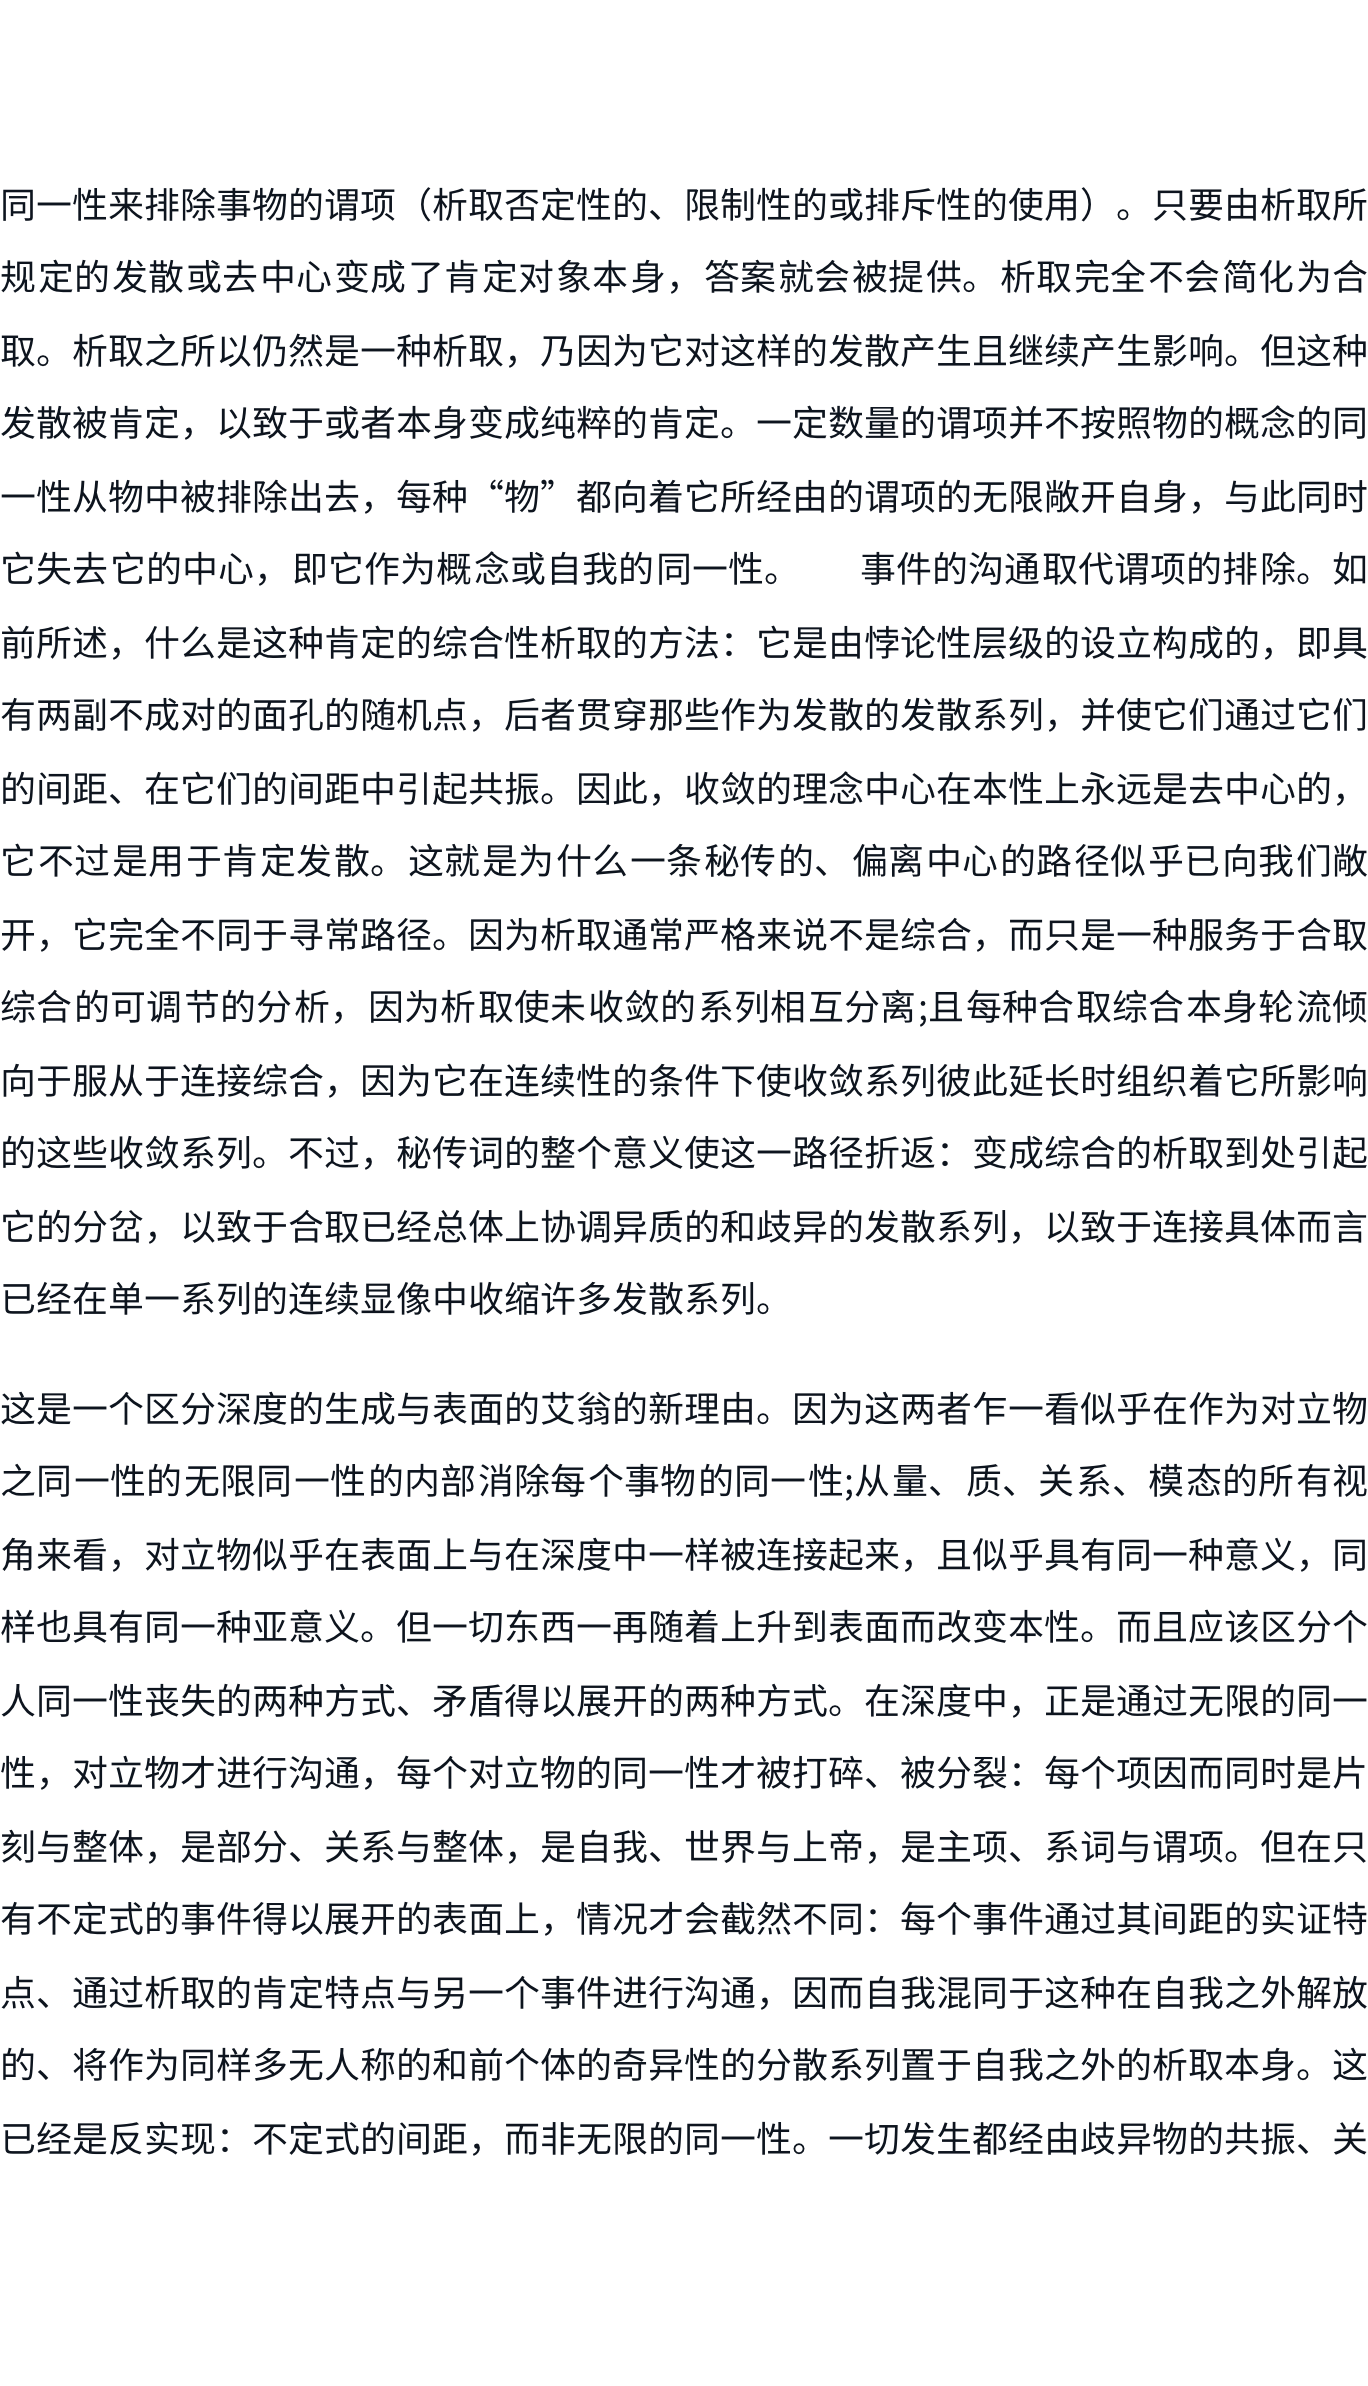 同一性来排除事物的谓项（析取否定性的、限制性的或排斥性的使用）。只要由析取所
规定的发散或去中心变成了肯定对象本身，答案就会被提供。析取完全不会简化为合
取。析取之所以仍然是一种析取，乃因为它对这样的发散产生且继续产生影响。但这种
发散被肯定，以致于或者本身变成纯粹的肯定。一定数量的谓项并不按照物的概念的同
一性从物中被排除出去，每种“物”都向着它所经由的谓项的无限敞开自身，与此同时
它失去它的中心，即它作为概念或自我的同一性。　　事件的沟通取代谓项的排除。如
前所述，什么是这种肯定的综合性析取的方法：它是由悖论性层级的设立构成的，即具
有两副不成对的面孔的随机点，后者贯穿那些作为发散的发散系列，并使它们通过它们
的间距、在它们的间距中引起共振。因此，收敛的理念中心在本性上永远是去中心的，
它不过是用于肯定发散。这就是为什么一条秘传的、偏离中心的路径似乎已向我们敞
开，它完全不同于寻常路径。因为析取通常严格来说不是综合，而只是一种服务于合取
综合的可调节的分析，因为析取使未收敛的系列相互分离;且每种合取综合本身轮流倾
向于服从于连接综合，因为它在连续性的条件下使收敛系列彼此延长时组织着它所影响
的这些收敛系列。不过，秘传词的整个意义使这一路径折返：变成综合的析取到处引起
它的分岔，以致于合取已经总体上协调异质的和歧异的发散系列，以致于连接具体而言
已经在单一系列的连续显像中收缩许多发散系列。
这是一个区分深度的生成与表面的艾翁的新理由。因为这两者乍一看似乎在作为对立物
之同一性的无限同一性的内部消除每个事物的同一性;从量、质、关系、模态的所有视
角来看，对立物似乎在表面上与在深度中一样被连接起来，且似乎具有同一种意义，同
样也具有同一种亚意义。但一切东西一再随着上升到表面而改变本性。而且应该区分个
人同一性丧失的两种方式、矛盾得以展开的两种方式。在深度中，正是通过无限的同一
性，对立物才进行沟通，每个对立物的同一性才被打碎、被分裂：每个项因而同时是片
刻与整体，是部分、关系与整体，是自我、世界与上帝，是主项、系词与谓项。但在只
有不定式的事件得以展开的表面上，情况才会截然不同：每个事件通过其间距的实证特
点、通过析取的肯定特点与另一个事件进行沟通，因而自我混同于这种在自我之外解放
的、将作为同样多无人称的和前个体的奇异性的分散系列置于自我之外的析取本身。这
已经是反实现：不定式的间距，而非无限的同一性。一切发生都经由歧异物的共振、关